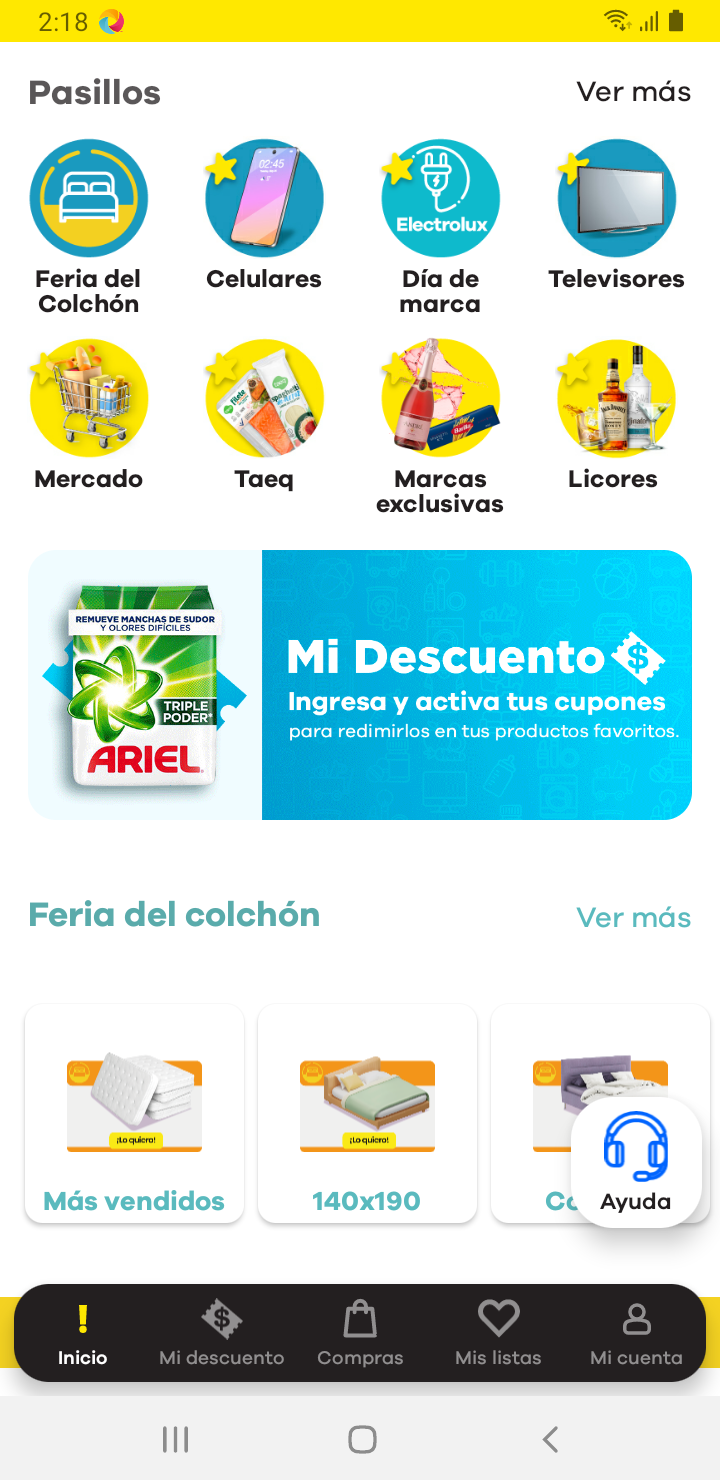 2:18
Pasillos
Ver más
02:45
Electrolux
Feria del
Colchón
Celulares
Día de
marca
Televisores
Mercado
Taeq
Marcas
exclusivas
Licores
REMUEVE MANCHAS DE SUDOR
Y OLORES DIFÍCILES
TRIPLE
PODER*
ARIEL
Mi Descuento
$
Ingresa y activa tus cupones
para redimirlos en tus productos favoritos.
Feria del colchón
Ver más
¡Lo quiero!
¡Lo quiero!
Más vendidos
140x190
Co
Ayuda
Inicio
Mi descuento
Compras
Mis listas
Mi cuenta